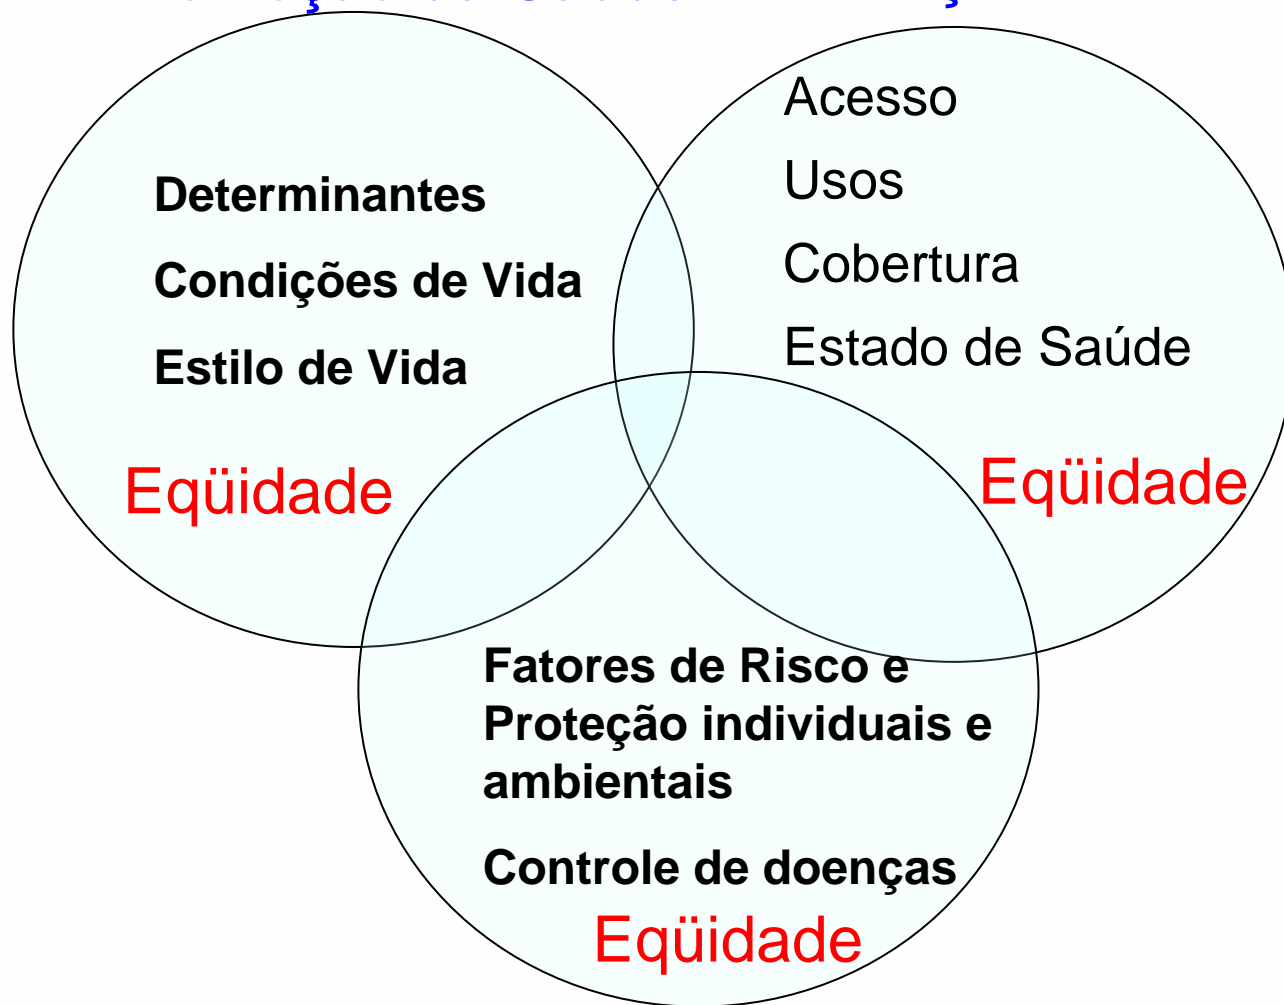 Determinantes
Condições de Vida
Estilo de Vida
Eqüidade
Acesso
Usos
Cobertura
Estado de Saúde
Eqüidade
Fatores de Risco e
Proteção individuais e
ambientais
Controle de doenças
Eqüidade